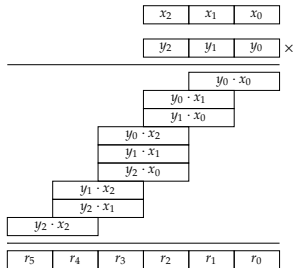 x₂ x₁ x₀
y₂ y₁ y₀ ×
y₀ · x₀
y₀ · x₁
y₁ · x₀
y₀ · x₂
y₁ · x₁
y₂ · x₀
y₁ · x₂
y₂ · x₁
y₂ · x₂
r₅ r₄ r₃ r₂ r₁ r₀